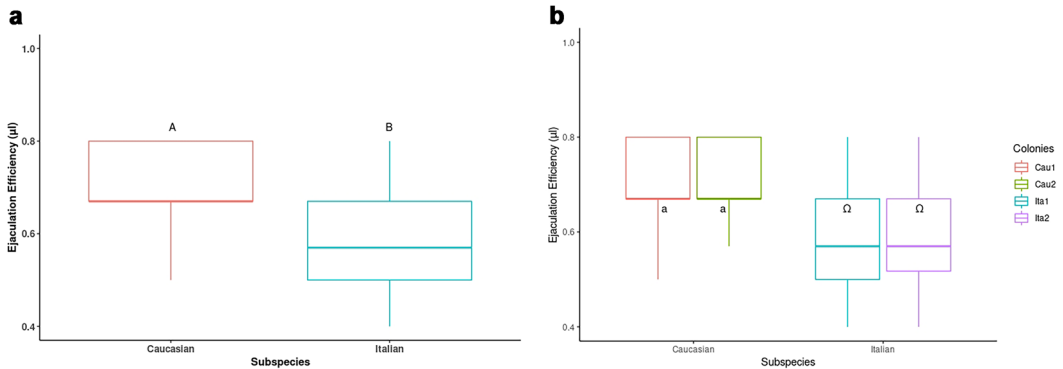 a
Ejaculation Efficiency (µl)
1.0
0.8
0.6
0.4
A
B
Caucasian
Italian
Subspecies
b
Ejaculation Efficiency (µl)
1.0
0.8
0.6
0.4
a
a
Ω
Ω
Caucasian
Italian
Subspecies
Colonies
Cau1
Cau2
Ita1
Ita2